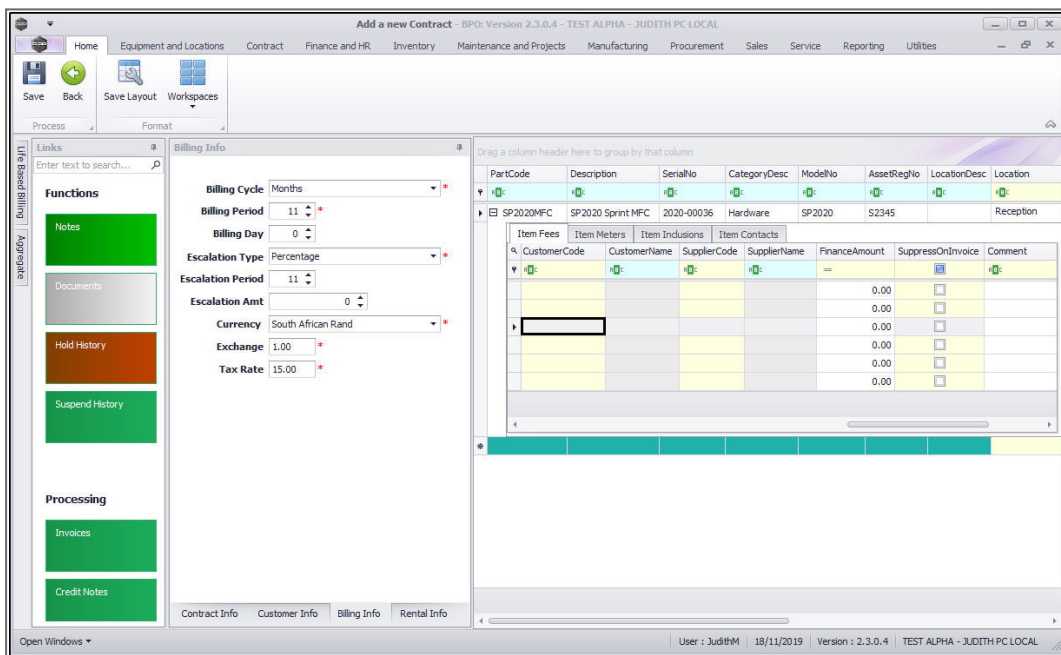 Add a new Contract - BPO: Version 2.3.0.4 - TEST ALPHA - JUDITH PC LOCAL
Home Equipment and Locations Contract Finance and HR Inventory Maintenance and Projects Manufacturing Procurement Sales Service Reporting Utilities
Save Back Save Layout Workspaces
Process Format
Life Based Billing
Aggregate
Links
Enter text to search...
Functions
Notes
Documents
Hold History
Suspend History
Processing
Invoices
Credit Notes
Billing Info
Billing Cycle Months *
Billing Period 11 *
Billing Day 0
Escalation Type Percentage *
Escalation Period 11
Escalation Amt 0
Currency South African Rand *
Exchange 1.00 *
Tax Rate 15.00 *
Contract Info Customer Info Billing Info Rental Info
Drag a column header here to group by that column
PartCode Description SerialNo CategoryDesc ModelNo AssetRegNo LocationDesc Location
SP2020MFC SP2020 Sprint MFC 2020-00036 Hardware SP2020 S2345 Reception
Item Fees Item Meters Item Inclusions Item Contacts
CustomerCode CustomerName SupplierCode SupplierName FinanceAmount SuppressOnInvoice Comment
=
0.00
0.00
0.00
0.00
0.00
0.00
Open Windows User : JudithM 18/11/2019 Version : 2.3.0.4 TEST ALPHA - JUDITH PC LOCAL